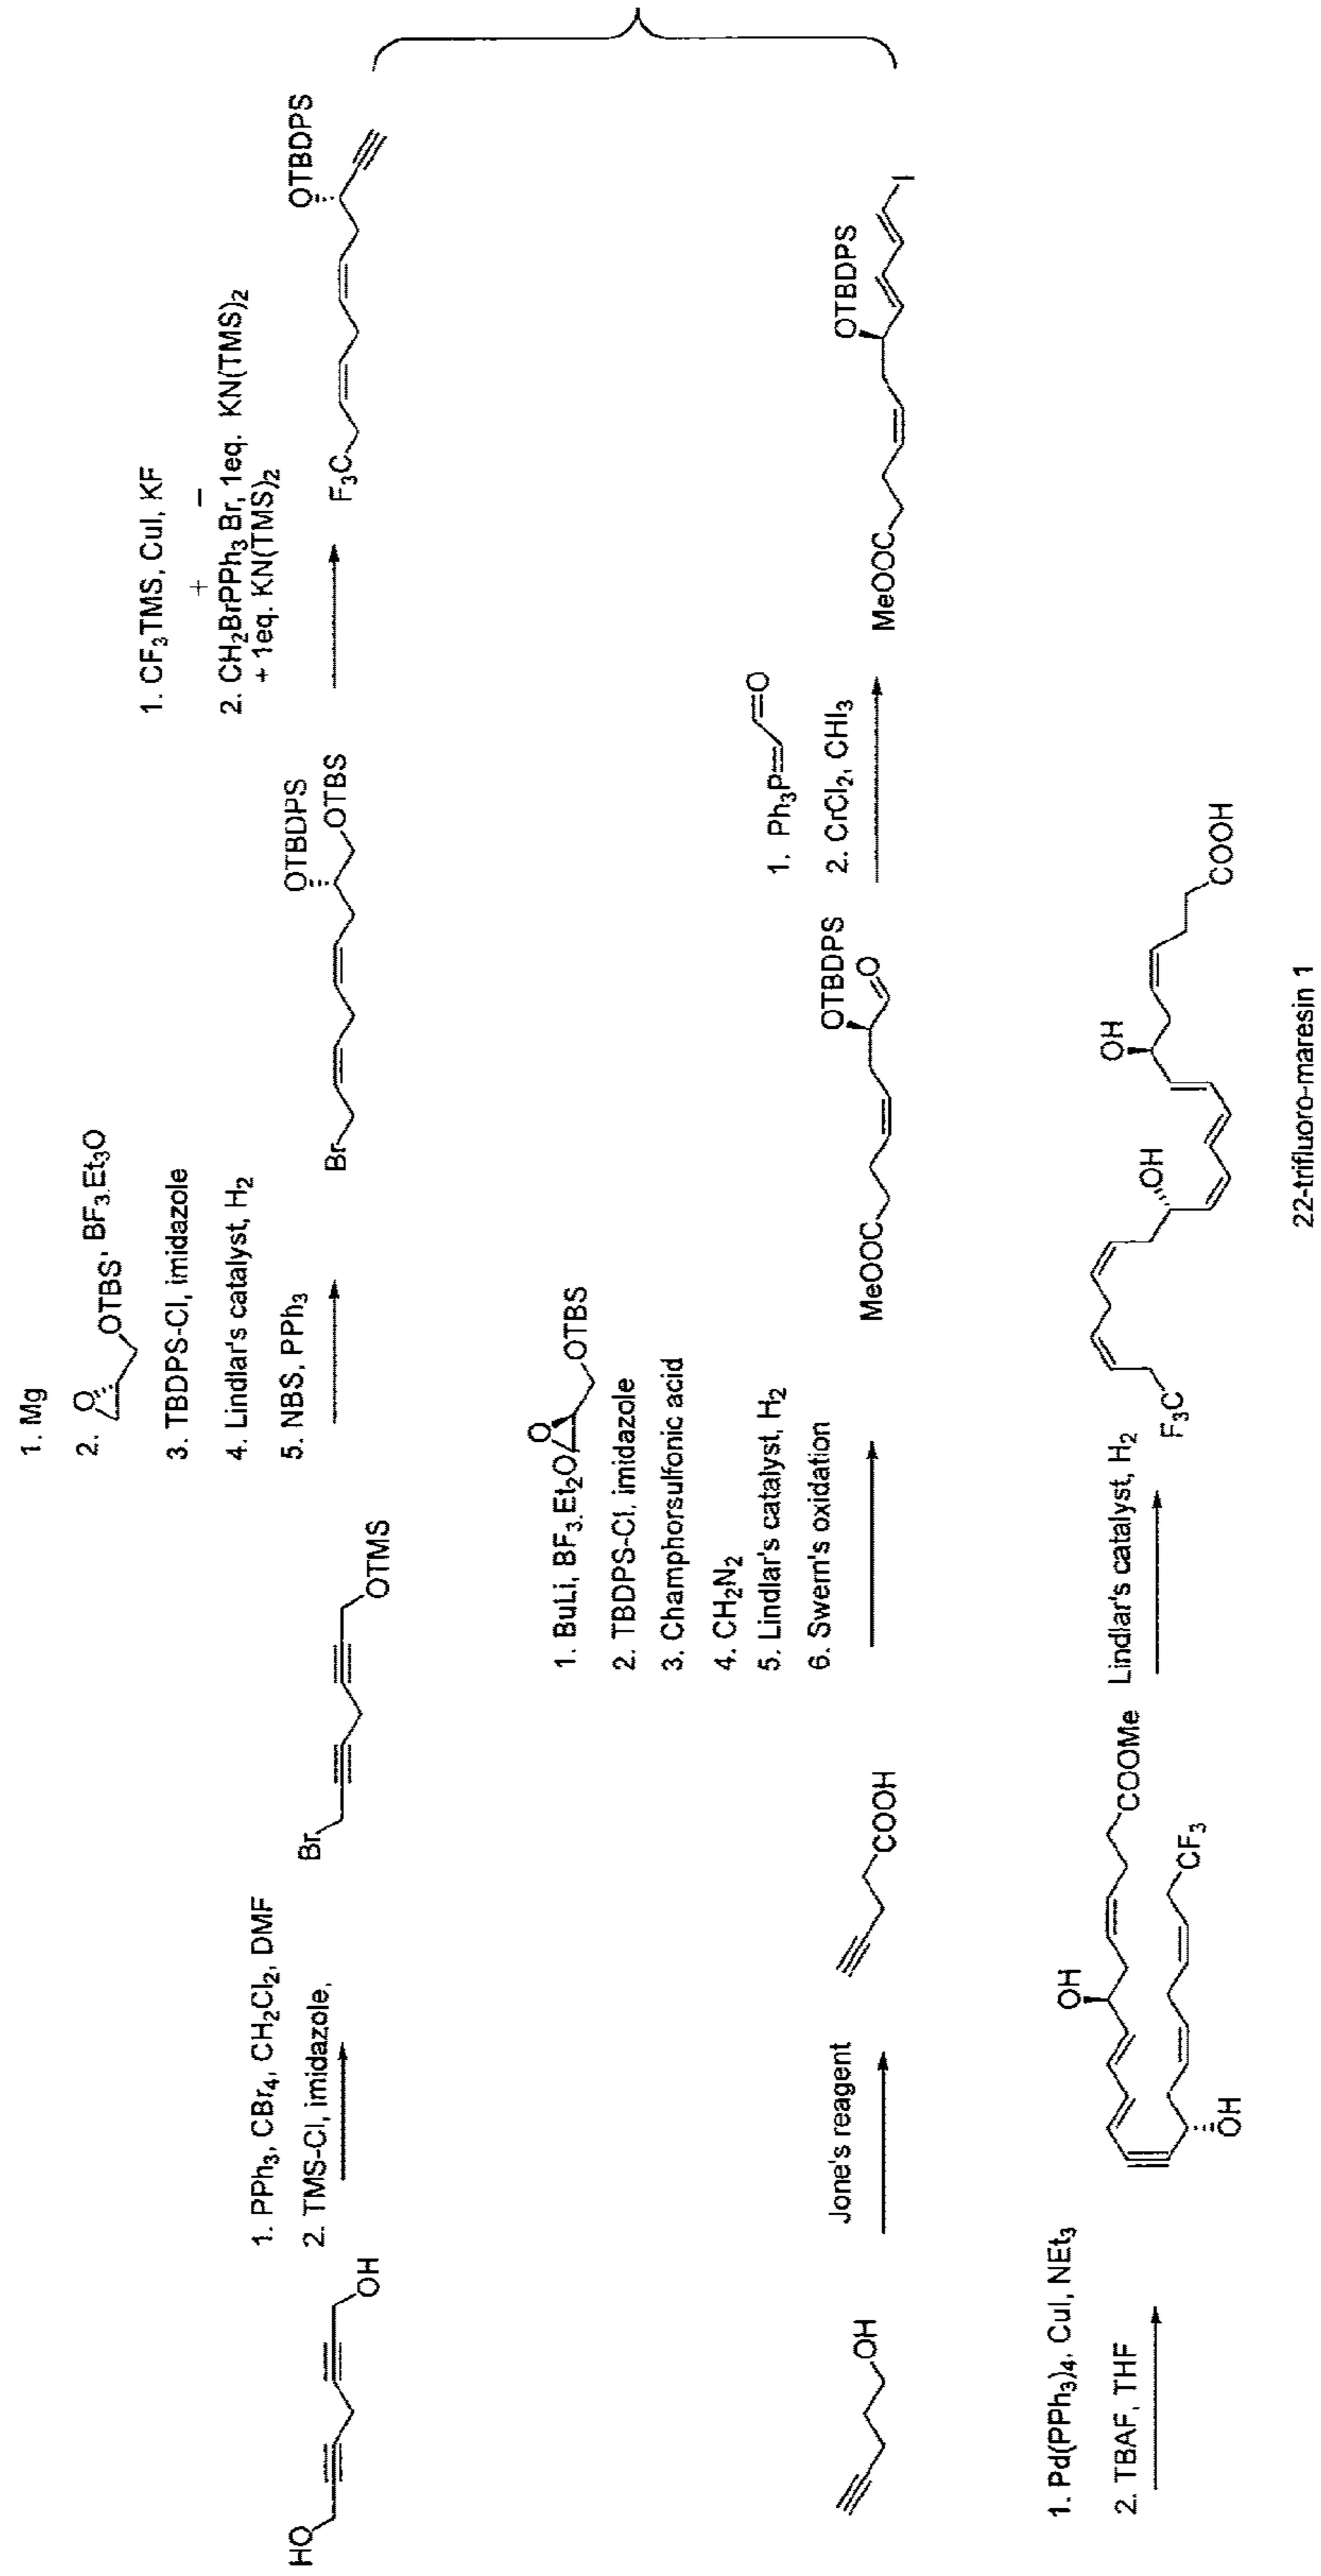 HO
OH
1. PPh3, CBr4, CH2Cl2, DMF
2. TMS-Cl, imidazole,
Br
OTMS
1. Mg
2.
O
OTBS, BF3.Et3O
3. TBDPS-Cl, imidazole
4. Lindlar's catalyst, H2
5. NBS, PPh3
Br
OTBDPS
OTBS
1. CF3TMS, CuI, KF
+ −
2. CH2BrPPh3 Br, 1eq. KN(TMS)2
+ 1eq. KN(TMS)2
F3C
OTBDPS
OH
Jone's reagent
COOH
1. BuLi, BF3.Et2O
O
OTBS
2. TBDPS-Cl, imidazole
3. Champhorsulfonic acid
4. CH2N2
5. Lindlar's catalyst, H2
6. Swern's oxidation
MeOOC
OTBDPS
O
1. Ph3P
O
2. CrCl2, CHI3
MeOOC
OTBDPS
I
1. Pd(PPh3)4, CuI, NEt3
2. TBAF, THF
OH
COOMe
CF3
OH
Lindlar's catalyst, H2
F3C
OH
OH
COOH
22-trifluoro-maresin 1